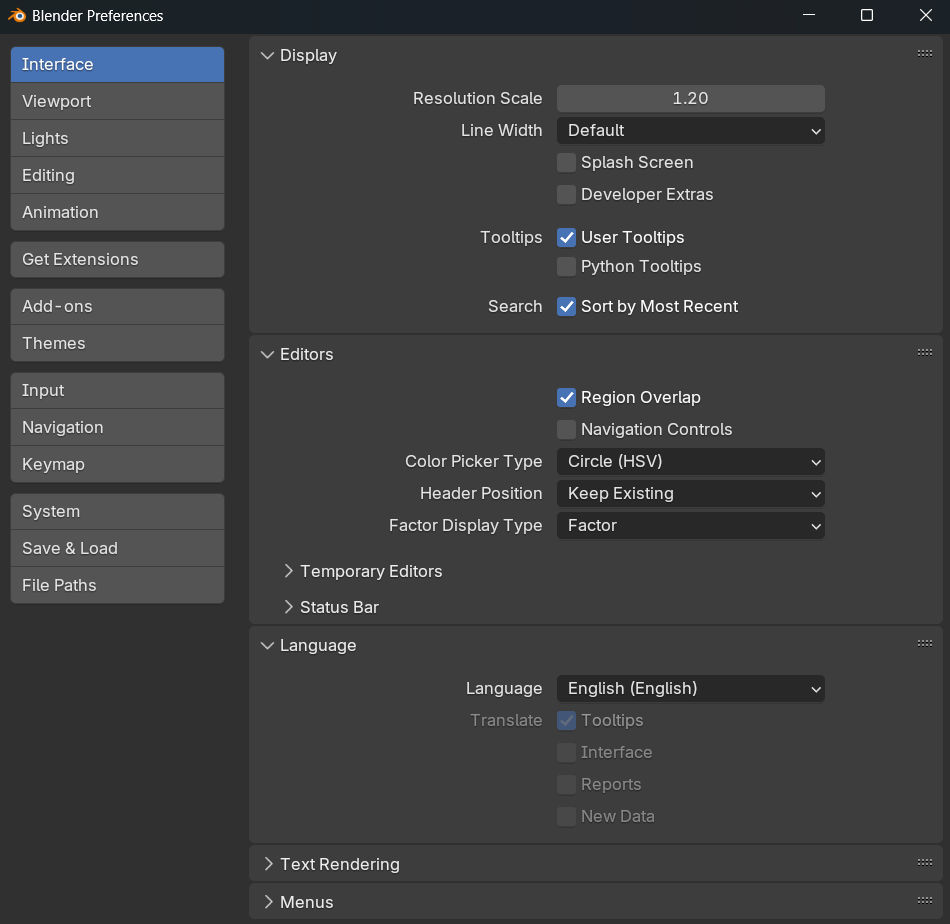 Blender Preferences
Interface
Viewport
Lights
Editing
Animation
Get Extensions
Add-ons
Themes
Input
Navigation
Keymap
System
Save & Load
File Paths
Display
Resolution Scale 1.20
Line Width Default
Splash Screen
Developer Extras
Tooltips User Tooltips
Python Tooltips
Search Sort by Most Recent
Editors
Region Overlap
Navigation Controls
Color Picker Type Circle (HSV)
Header Position Keep Existing
Factor Display Type Factor
Temporary Editors
Status Bar
Language
Language English (English)
Translate Tooltips
Interface
Reports
New Data
Text Rendering
Menus